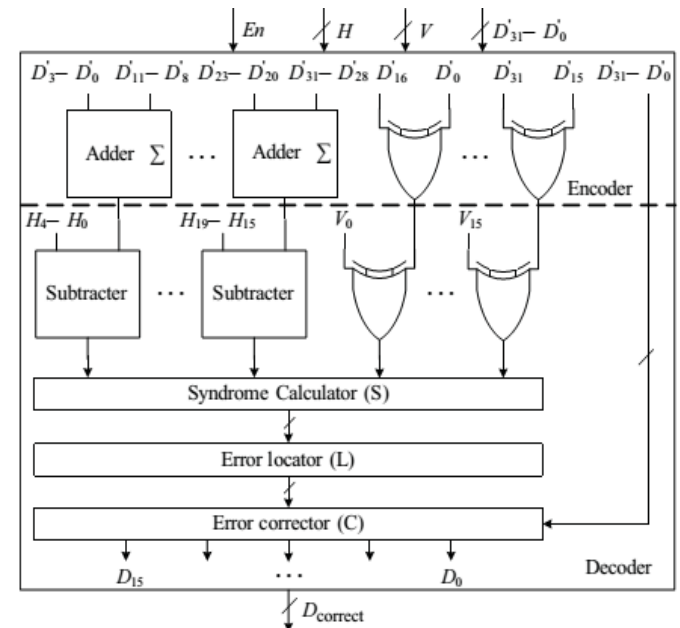 En H V D'31– D'0
D'3– D'0 D'11– D'8 D'23– D'20 D'31– D'28 D'16 D'0 D'31 D'15 D'31– D'0
Adder ∑ ... Adder ∑ ...
Encoder
H4– H0 H19– H15 V0 V15
Subtracter ... Subtracter ...
Syndrome Calculator (S)
Error locator (L)
Error corrector (C)
D15 ... D0 Decoder
Dcorrect